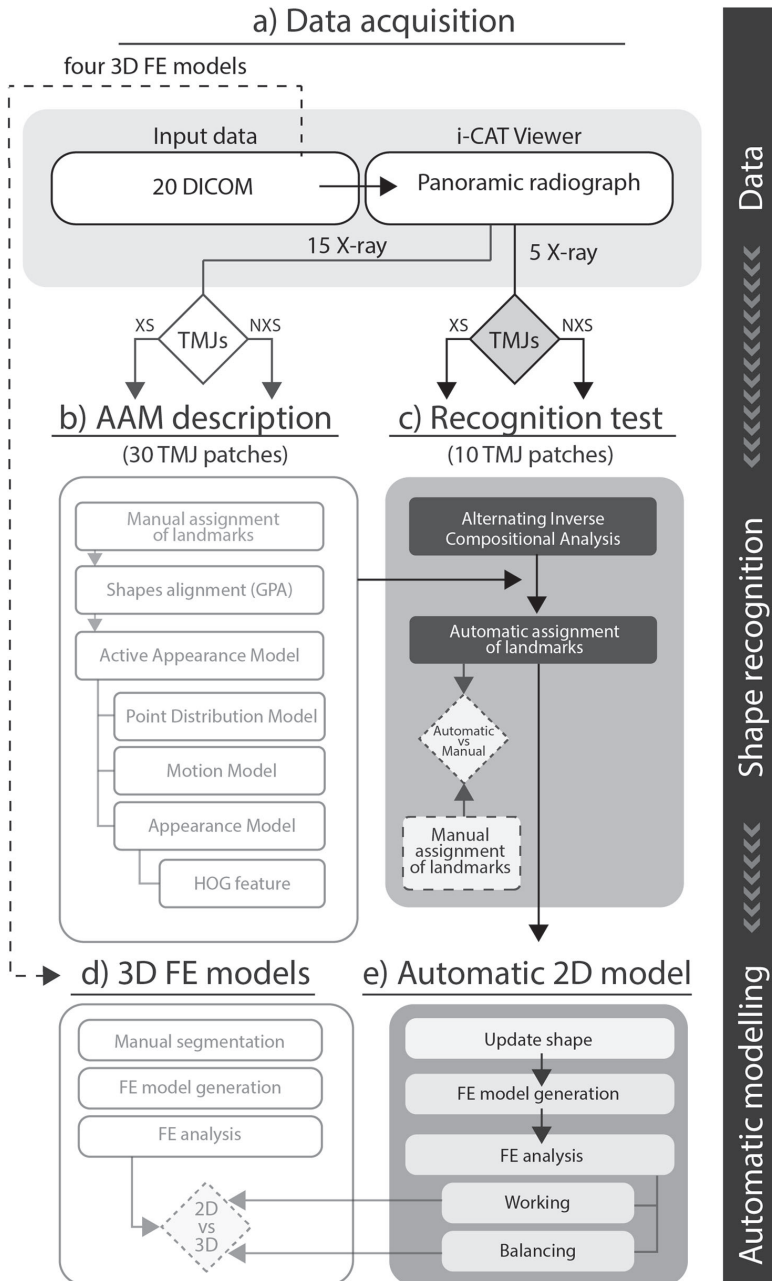 a) Data acquisition
four 3D FE models
Input data
i-CAT Viewer
20 DICOM
Panoramic radiograph
15 X-ray
5 X-ray
XS
TMJs
NXS
XS
TMJs
NXS
b) AAM description
(30 TMJ patches)
c) Recognition test
(10 TMJ patches)
Manual assignment
of landmarks
Shapes alignment (GPA)
Active Appearance Model
Point Distribution Model
Motion Model
Appearance Model
HOG feature
Alternating Inverse
Compositional Analysis
Automatic assignment
of landmarks
Automatic
vs
Manual
Manual
assignment
of landmarks
d) 3D FE models
Manual segmentation
FE model generation
FE analysis
2D
vs
3D
e) Automatic 2D model
Update shape
FE model generation
FE analysis
Working
Balancing
Data
Shape recognition
Automatic modelling